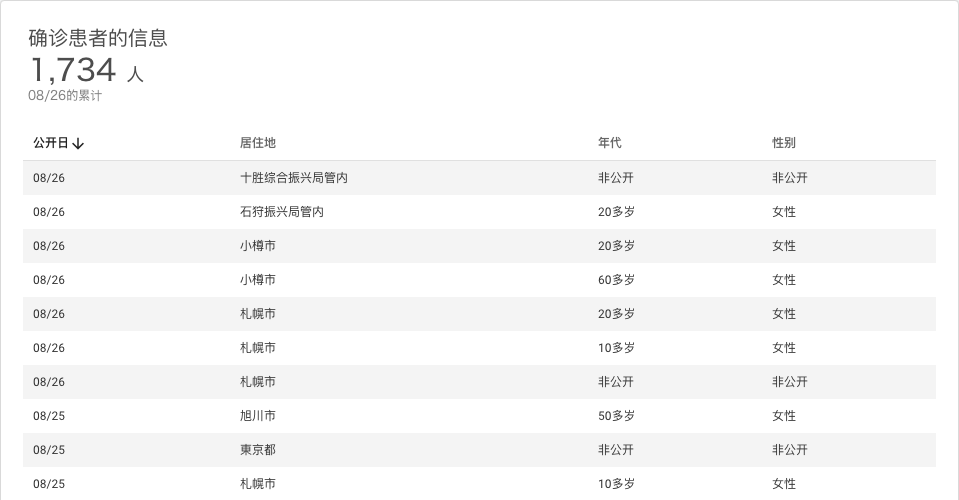 确诊患者的信息
1,734 人
08/26的累计
公开日↓ 居住地 年代 性别
08/26 十胜综合振兴局管内 非公开 非公开
08/26 石狩振兴局管内 20多岁 女性
08/26 小樽市 20多岁 女性
08/26 小樽市 60多岁 女性
08/26 札幌市 20多岁 女性
08/26 札幌市 10多岁 女性
08/26 札幌市 非公开 非公开
08/25 旭川市 50多岁 女性
08/25 東京都 非公开 非公开
08/25 札幌市 10多岁 女性